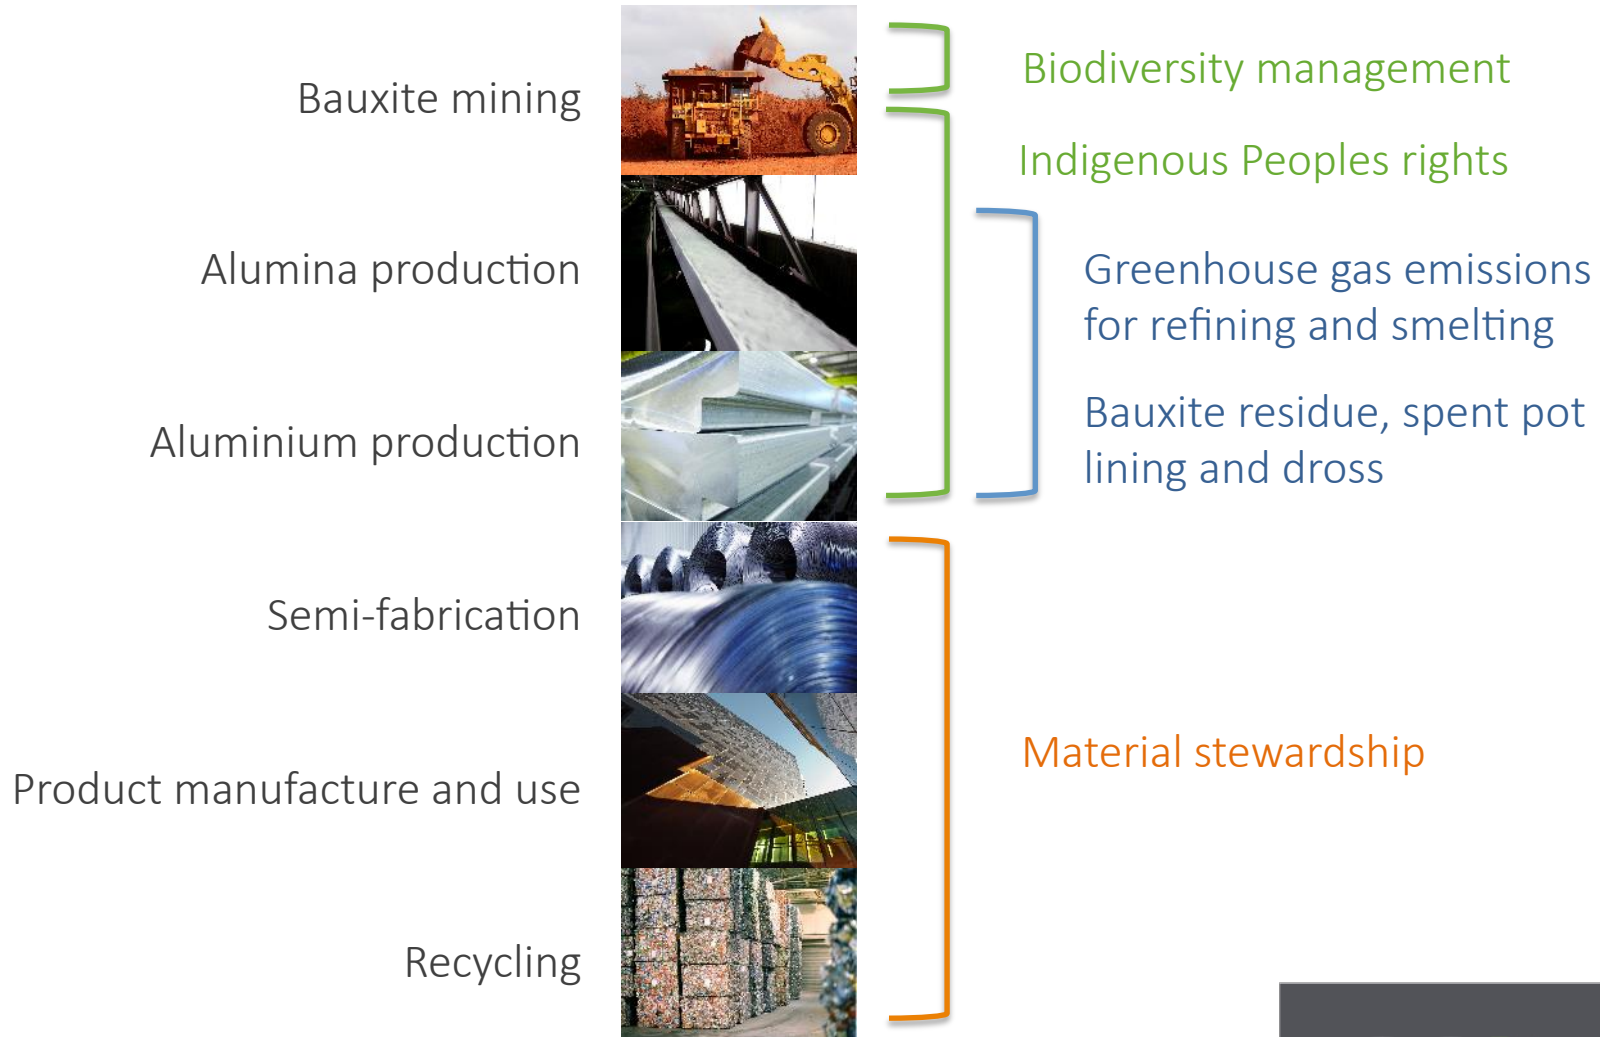 Bauxite mining
Alumina production
Aluminium production
Semi-fabrication
Product manufacture and use
Recycling
Biodiversity management
Indigenous Peoples rights
Greenhouse gas emissions
for refining and smelting
Bauxite residue, spent pot
lining and dross
Material stewardship